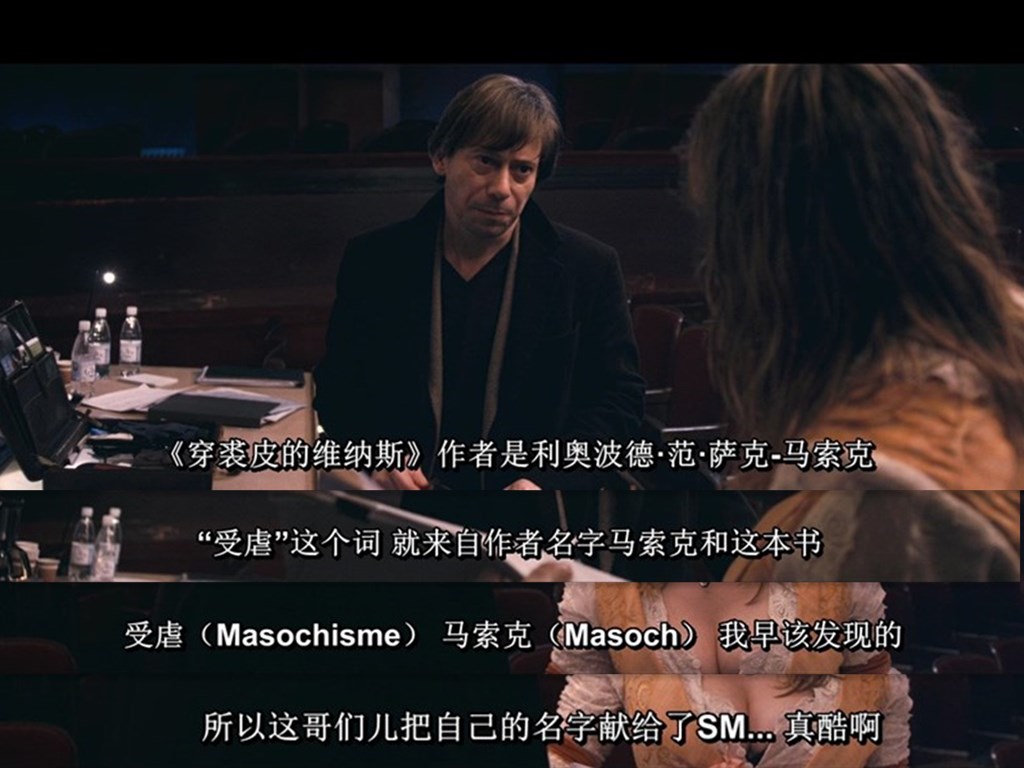 《穿裘皮的维纳斯》作者是利奥波德·范·萨克-马索克
“受虐”这个词 就来自作者名字马索克和这本书
受虐（Masochisme） 马索克（Masoch） 我早该发现的
所以这哥们儿把自己的名字献给了SM... 真酷啊